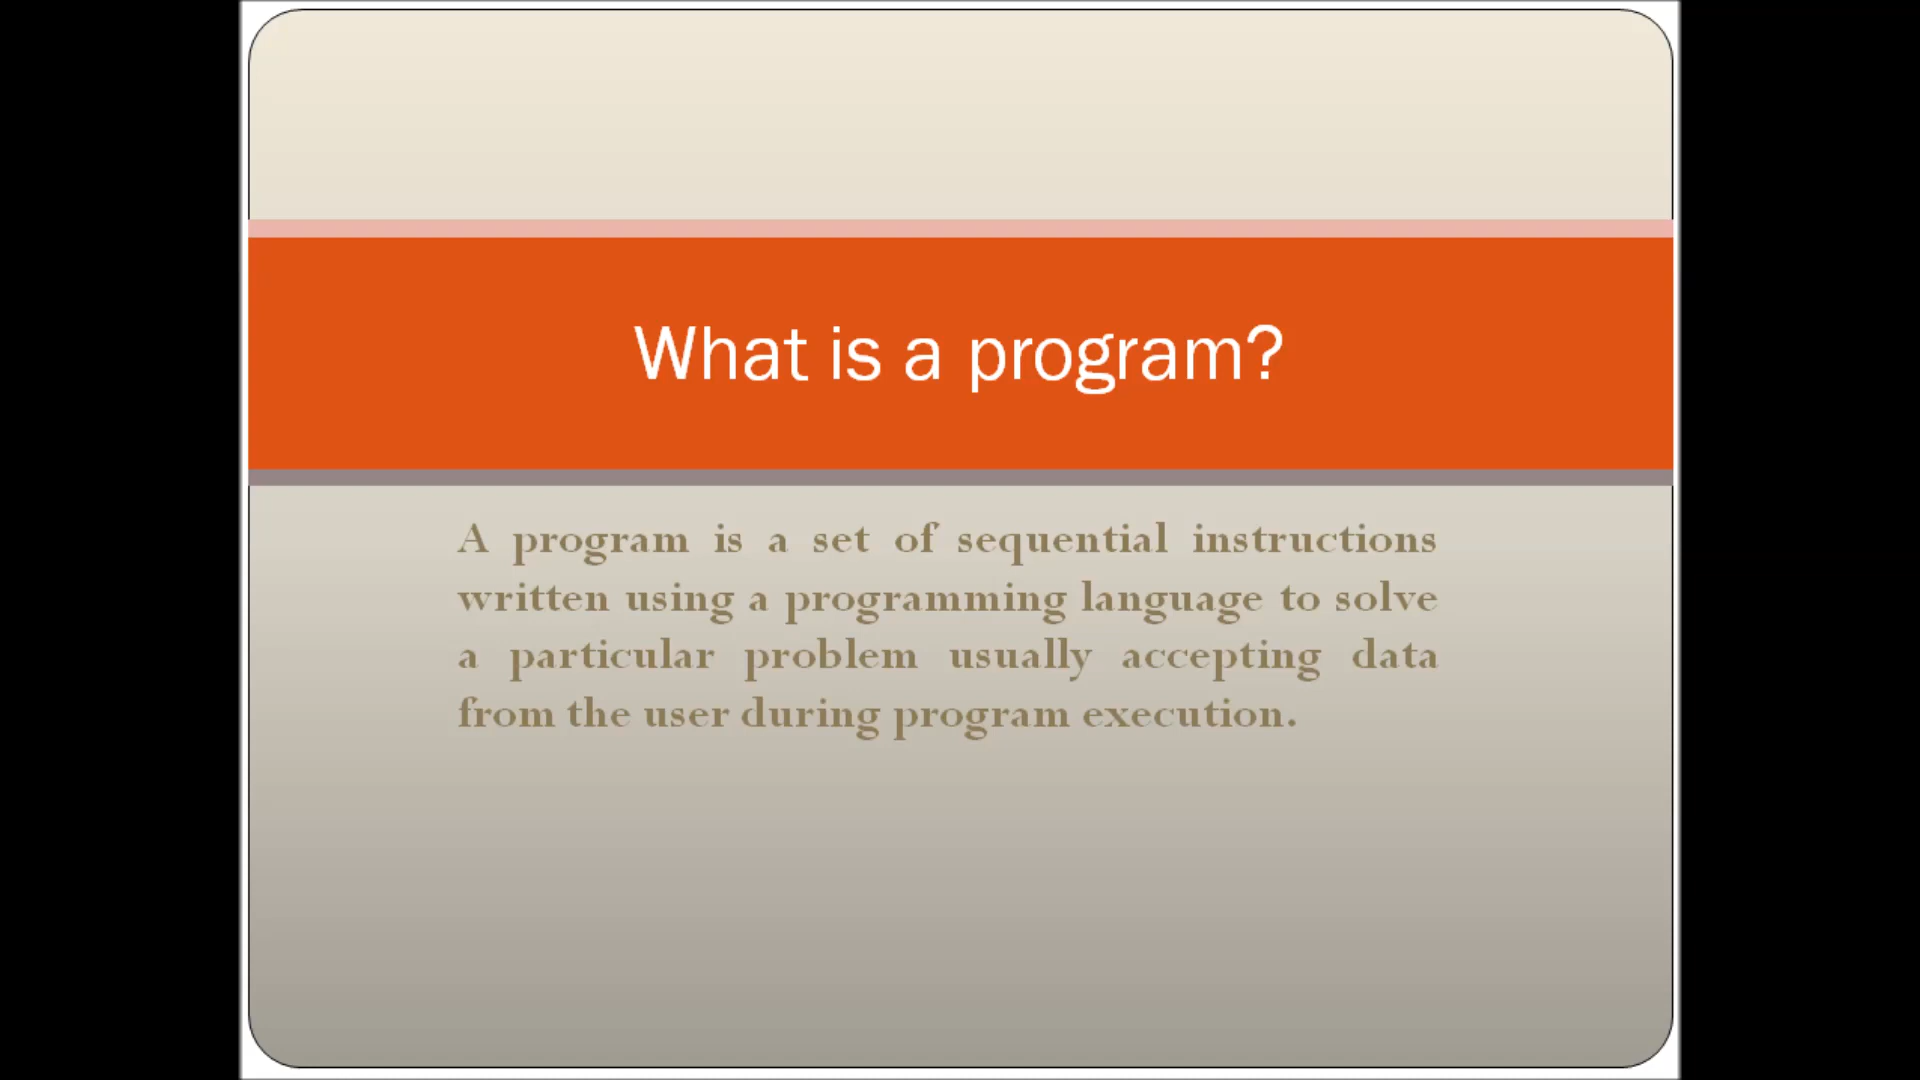 What is a program?
A program is a set of sequential instructions
written using a programming language to solve
a particular problem usually accepting data
from the user during program execution.